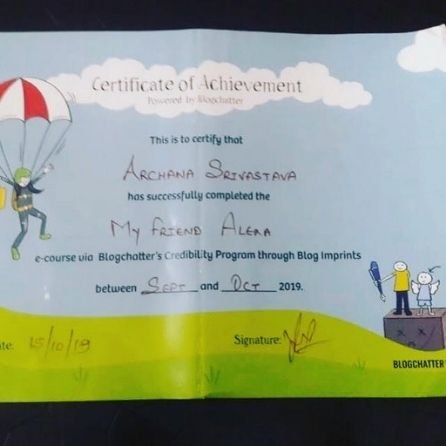 Certificate of Achievement
Powered by Blogchatter
This is to certify that
ARCHANA SRIVASTAVA
has successfully completed the
MY FRIEND ALEXA
e-course via Blogchatter's Credibility Program through Blog Imprints
between SEPT and OCT 2019.
te: 15/10/19 Signature:
BLOGCHATTER